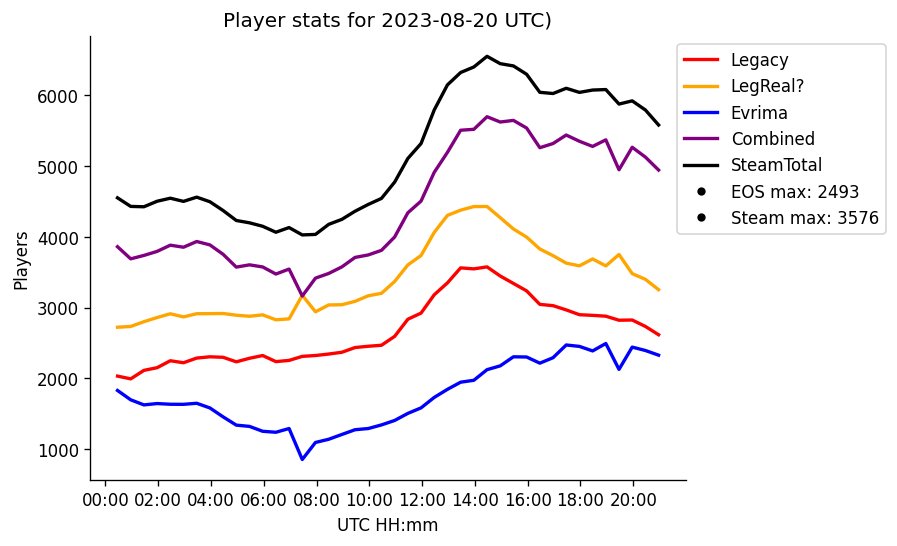 Player stats for 2023-08-20 UTC)
Legacy
LegReal?
Evrima
Combined
SteamTotal
EOS max: 2493
Steam max: 3576
Players
6000
5000
4000
3000
2000
1000
00:00 02:00 04:00 06:00 08:00 10:00 12:00 14:00 16:00 18:00 20:00
UTC HH:mm